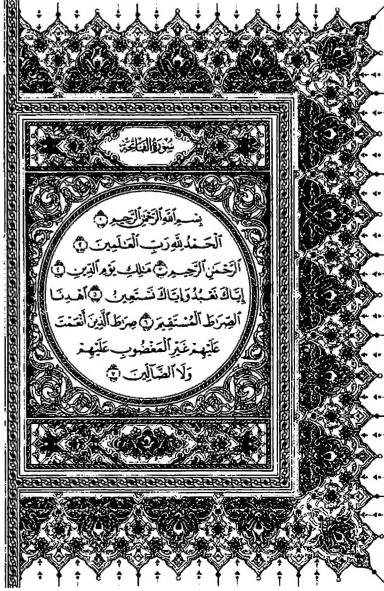 سُورَةُ الفَاتِحَةِ
بِسْمِ ٱللَّهِ ٱلرَّحْمَٰنِ ٱلرَّحِيمِ ١
ٱلْحَمْدُ لِلَّهِ رَبِّ ٱلْعَٰلَمِينَ ٢
ٱلرَّحْمَٰنِ ٱلرَّحِيمِ ٣ مَٰلِكِ يَوْمِ ٱلدِّينِ ٤
إِيَّاكَ نَعْبُدُ وَإِيَّاكَ نَسْتَعِينُ ٥ ٱهْدِنَا
ٱلصِّرَٰطَ ٱلْمُسْتَقِيمَ ٦ صِرَٰطَ ٱلَّذِينَ أَنْعَمْتَ
عَلَيْهِمْ غَيْرِ ٱلْمَغْضُوبِ عَلَيْهِمْ
وَلَا ٱلضَّآلِّينَ ٧